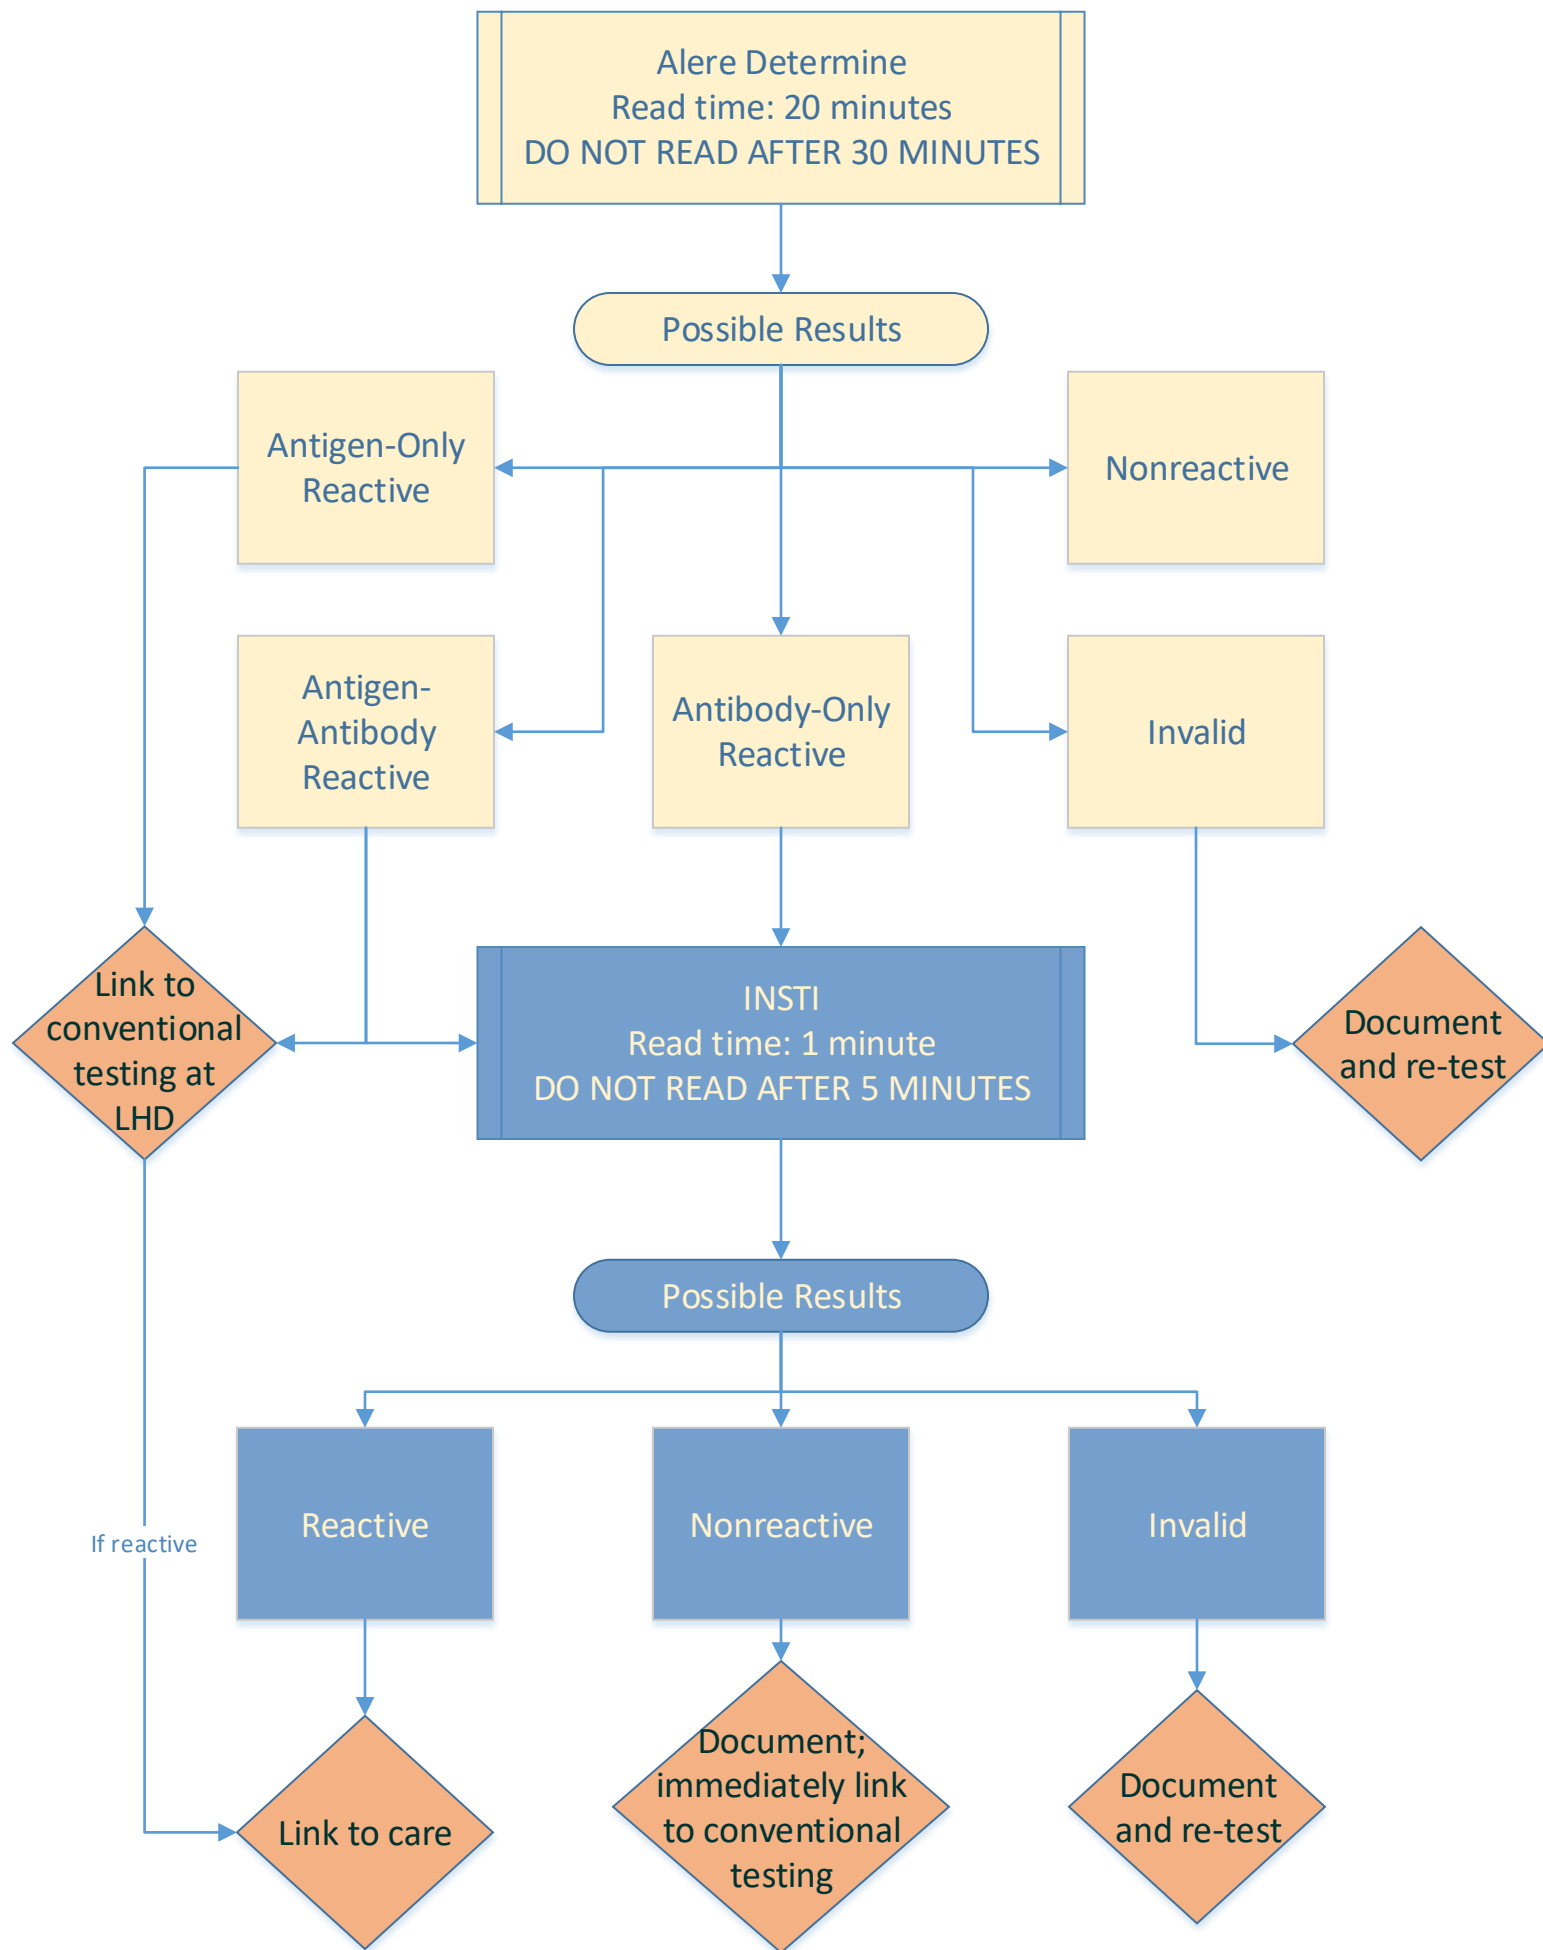 Alere Determine
Read time: 20 minutes
DO NOT READ AFTER 30 MINUTES
Possible Results
Antigen-Only
Reactive
Nonreactive
Antigen-
Antibody
Reactive
Antibody-Only
Reactive
Invalid
Link to
conventional
testing at
LHD
INSTI
Read time: 1 minute
DO NOT READ AFTER 5 MINUTES
Document
and re-test
Possible Results
Reactive
Nonreactive
Invalid
If reactive
Link to care
Document;
immediately link
to conventional
testing
Document
and re-test